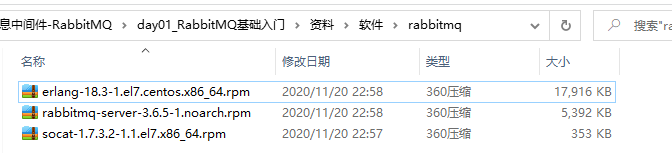 息中间件-RabbitMQ > day01_RabbitMQ基础入门 > 资料 > 软件 > rabbitmq 搜索"ra
名称 修改日期 类型 大小
erlang-18.3-1.el7.centos.x86_64.rpm 2020/11/20 22:58 360压缩 17,916 KB
rabbitmq-server-3.6.5-1.noarch.rpm 2020/11/20 22:58 360压缩 5,392 KB
socat-1.7.3.2-1.1.el7.x86_64.rpm 2020/11/20 22:57 360压缩 353 KB